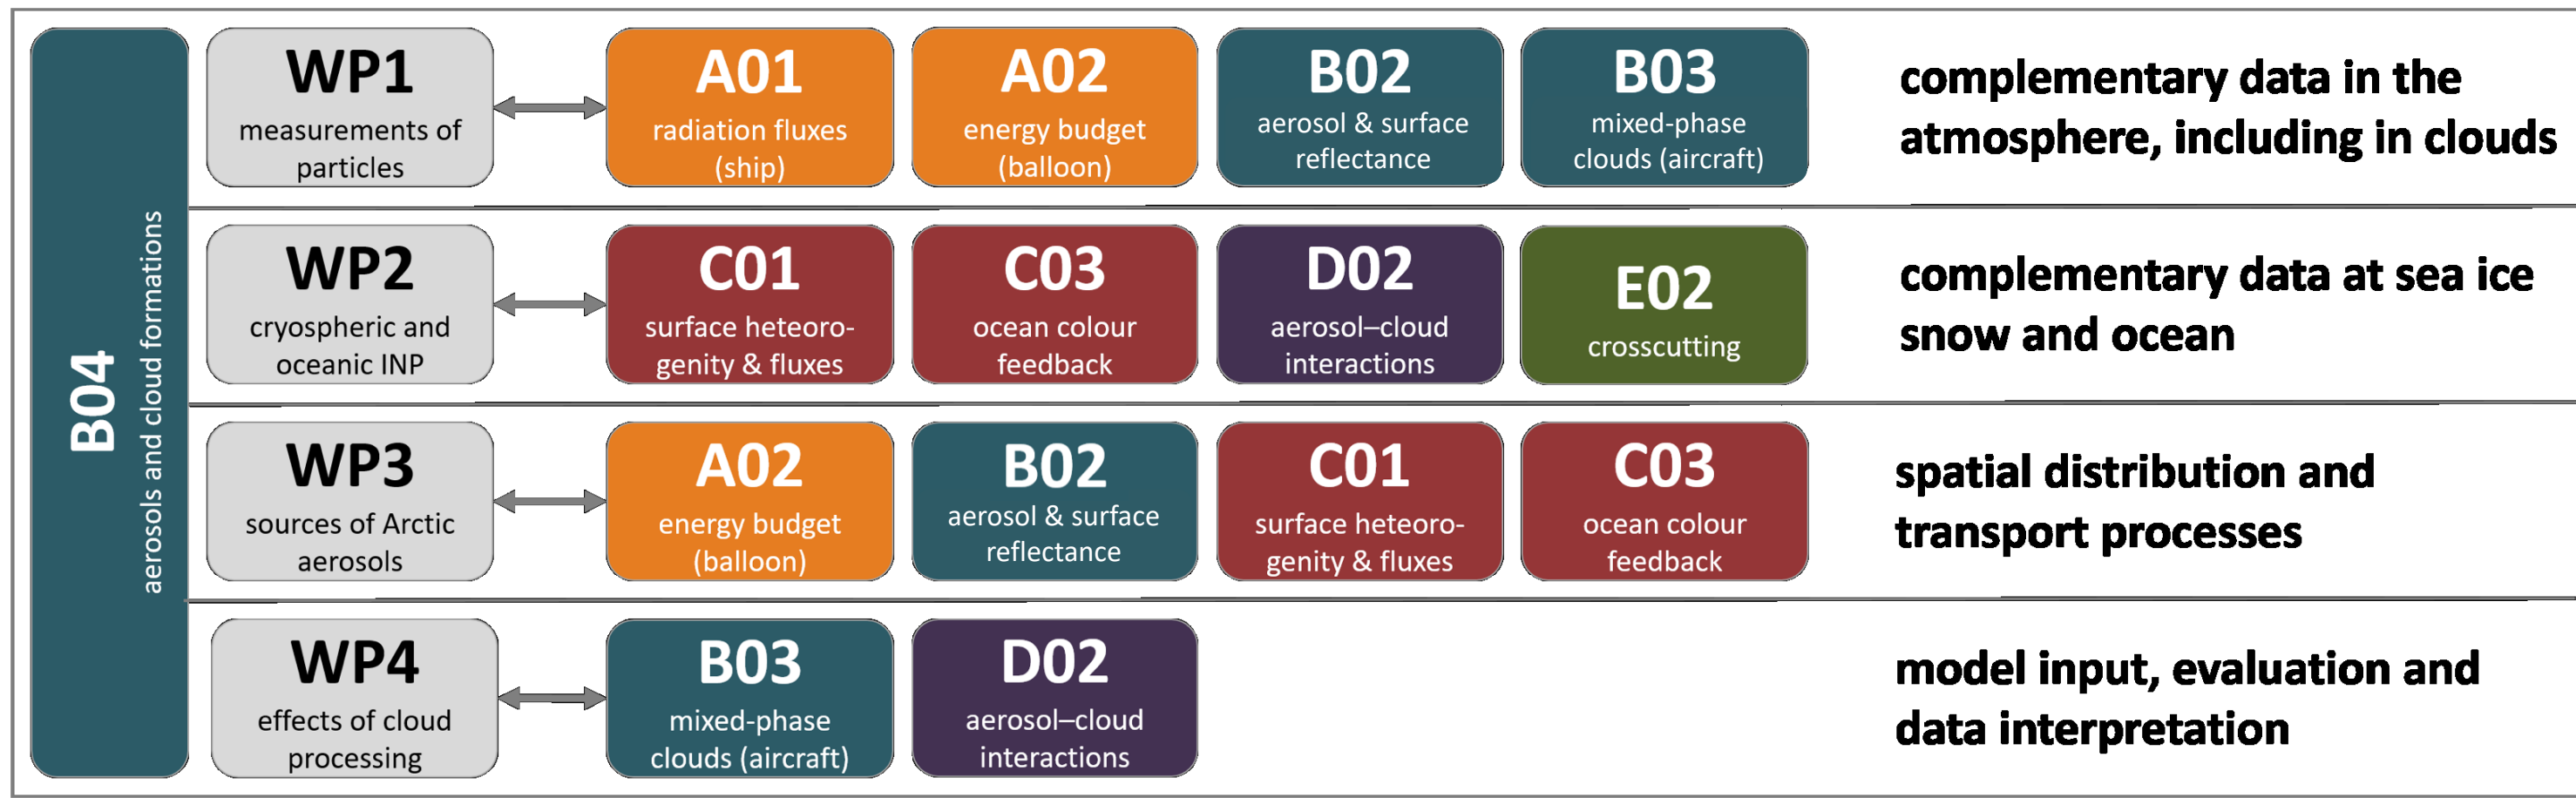 B04
aerosols and cloud formations
WP1
measurements of
particles
A01
radiation fluxes
(ship)
A02
energy budget
(balloon)
B02
aerosol & surface
reflectance
B03
mixed-phase
clouds (aircraft)
complementary data in the
atmosphere, including in clouds
WP2
cryospheric and
oceanic INP
C01
surface heteoro-
genity & fluxes
C03
ocean colour
feedback
D02
aerosol–cloud
interactions
E02
crosscutting
complementary data at sea ice
snow and ocean
WP3
sources of Arctic
aerosols
A02
energy budget
(balloon)
B02
aerosol & surface
reflectance
C01
surface heteoro-
genity & fluxes
C03
ocean colour
feedback
spatial distribution and
transport processes
WP4
effects of cloud
processing
B03
mixed-phase
clouds (aircraft)
D02
aerosol–cloud
interactions
model input, evaluation and
data interpretation